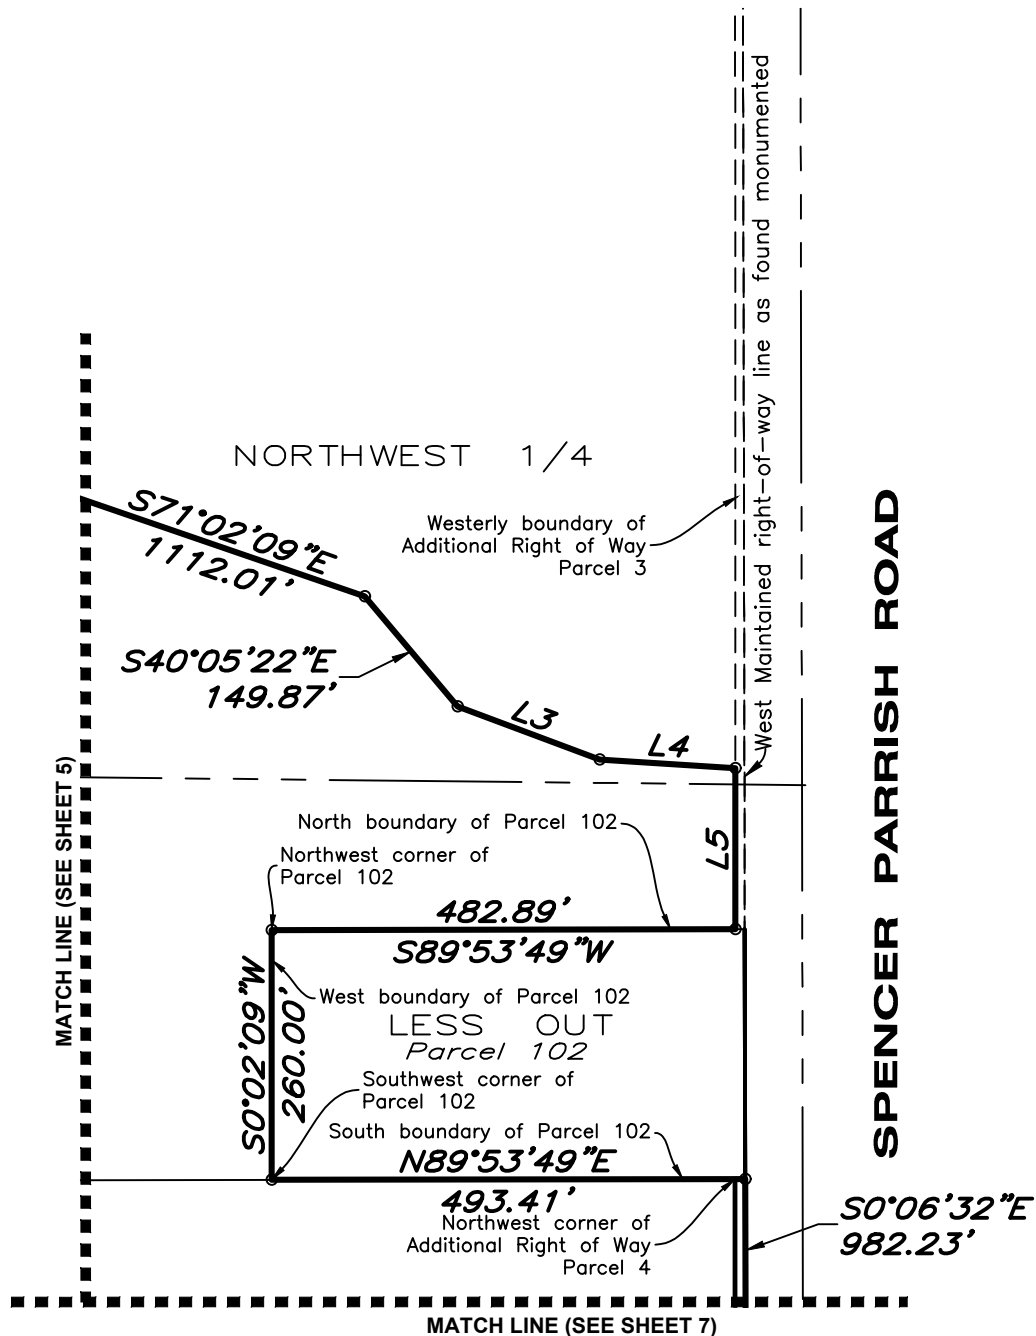 West Maintained right-of-way line as found monumented
NORTHWEST 1/4
S71°02'09"E
1112.01'
Westerly boundary of
Additional Right of Way
Parcel 3
S40°05'22"E
149.87'
L3
L4
L5
SPENCER PARRISH ROAD
MATCH LINE (SEE SHEET 5)
North boundary of Parcel 102
Northwest corner of
Parcel 102
482.89'
S89°53'49"W
S0°02'09"W
260.00'
West boundary of Parcel 102
LESS OUT
Parcel 102
Southwest corner of
Parcel 102
South boundary of Parcel 102
N89°53'49"E
493.41'
Northwest corner of
Additional Right of Way
Parcel 4
S0°06'32"E
982.23'
MATCH LINE (SEE SHEET 7)